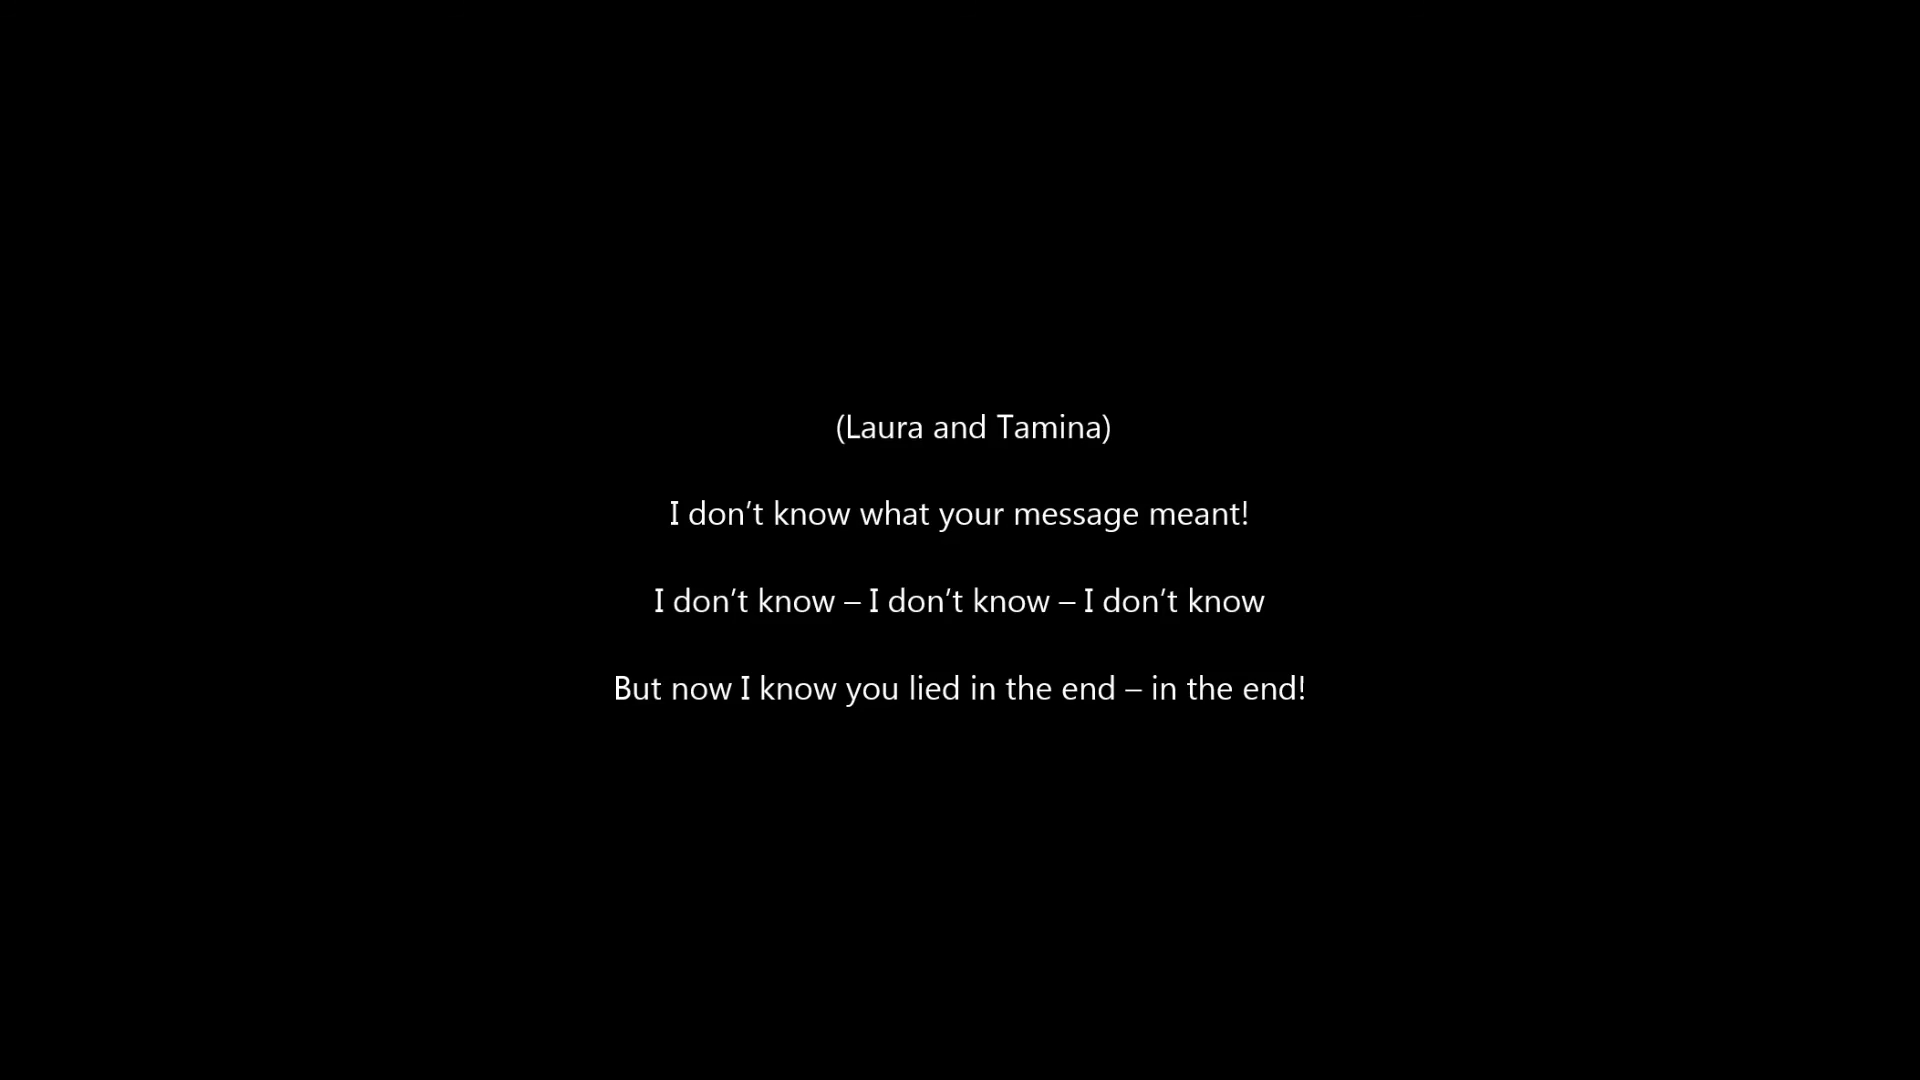 (Laura and Tamina)
I don’t know what your message meant!
I don’t know – I don’t know – I don’t know
But now I know you lied in the end – in the end!